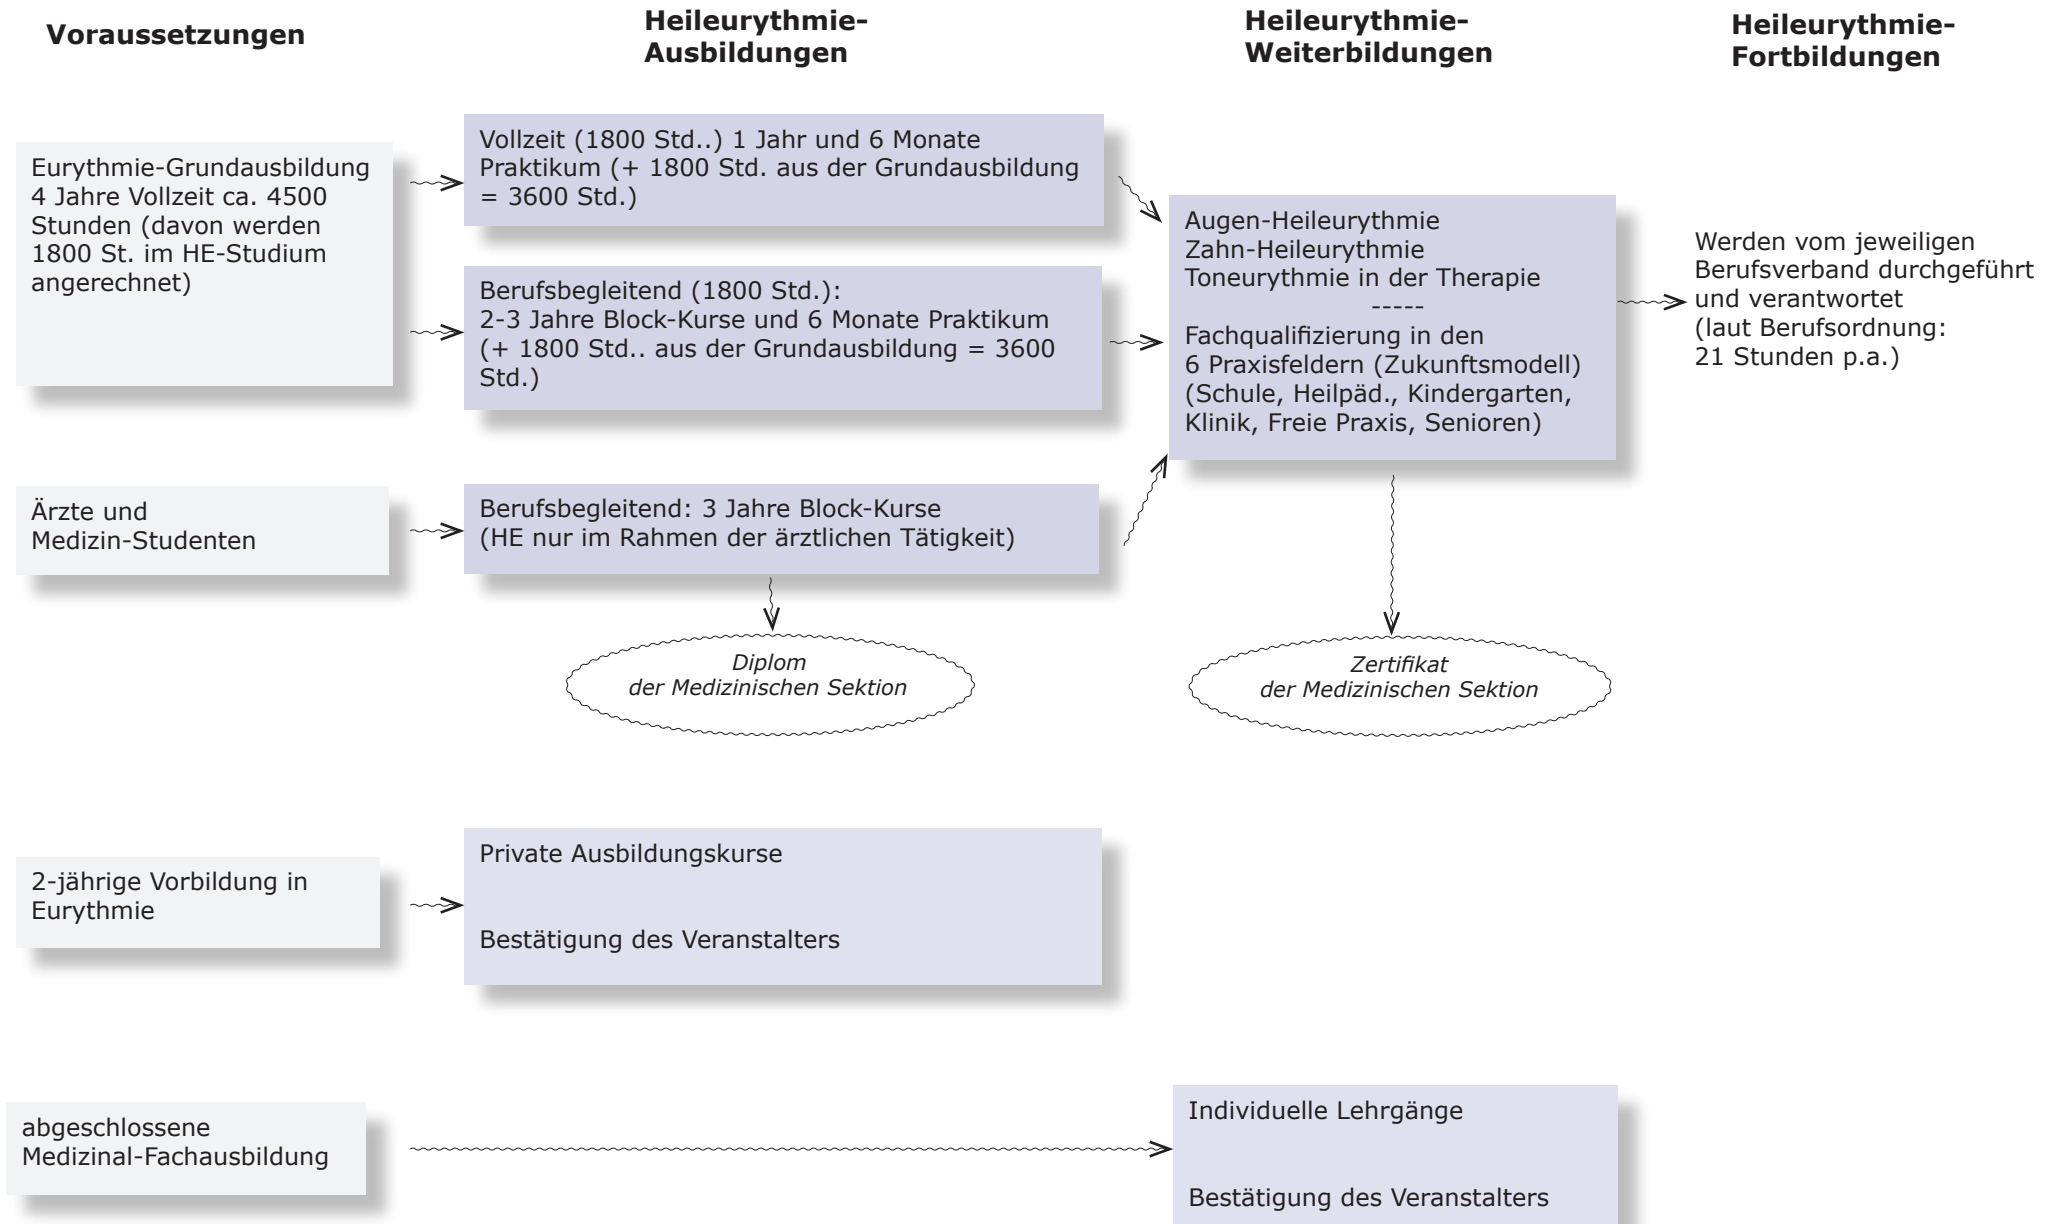 Voraussetzungen
Heileurythmie-
Ausbildungen
Heileurythmie-
Weiterbildungen
Heileurythmie-
Fortbildungen
Eurythmie-Grundausbildung
4 Jahre Vollzeit ca. 4500
Stunden (davon werden
1800 St. im HE-Studium
angerechnet)
Vollzeit (1800 Std..) 1 Jahr und 6 Monate
Praktikum (+ 1800 Std. aus der Grundausbildung
= 3600 Std.)
Berufsbegleitend (1800 Std.):
2-3 Jahre Block-Kurse und 6 Monate Praktikum
(+ 1800 Std.. aus der Grundausbildung = 3600
Std.)
Augen-Heileurythmie
Zahn-Heileurythmie
Toneurythmie in der Therapie
-----
Fachqualifizierung in den
6 Praxisfeldern (Zukunftsmodell)
(Schule, Heilpäd., Kindergarten,
Klinik, Freie Praxis, Senioren)
Werden vom jeweiligen
Berufsverband durchgeführt
und verantwortet
(laut Berufsordnung:
21 Stunden p.a.)
Ärzte und
Medizin-Studenten
Berufsbegleitend: 3 Jahre Block-Kurse
(HE nur im Rahmen der ärztlichen Tätigkeit)
Diplom
der Medizinischen Sektion
Zertifikat
der Medizinischen Sektion
2-jährige Vorbildung in
Eurythmie
Private Ausbildungskurse
Bestätigung des Veranstalters
abgeschlossene
Medizinal-Fachausbildung
Individuelle Lehrgänge
Bestätigung des Veranstalters